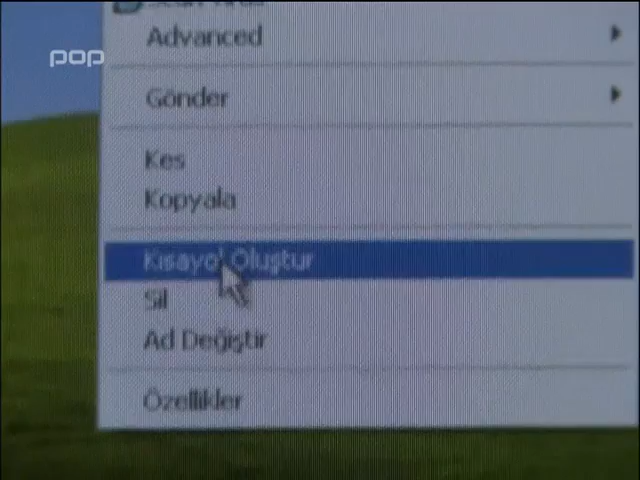 pop
Advanced
Gönder
Kes
Kopyala
Kısayol Oluştur
Sil
Ad Değiştir
Özellikler